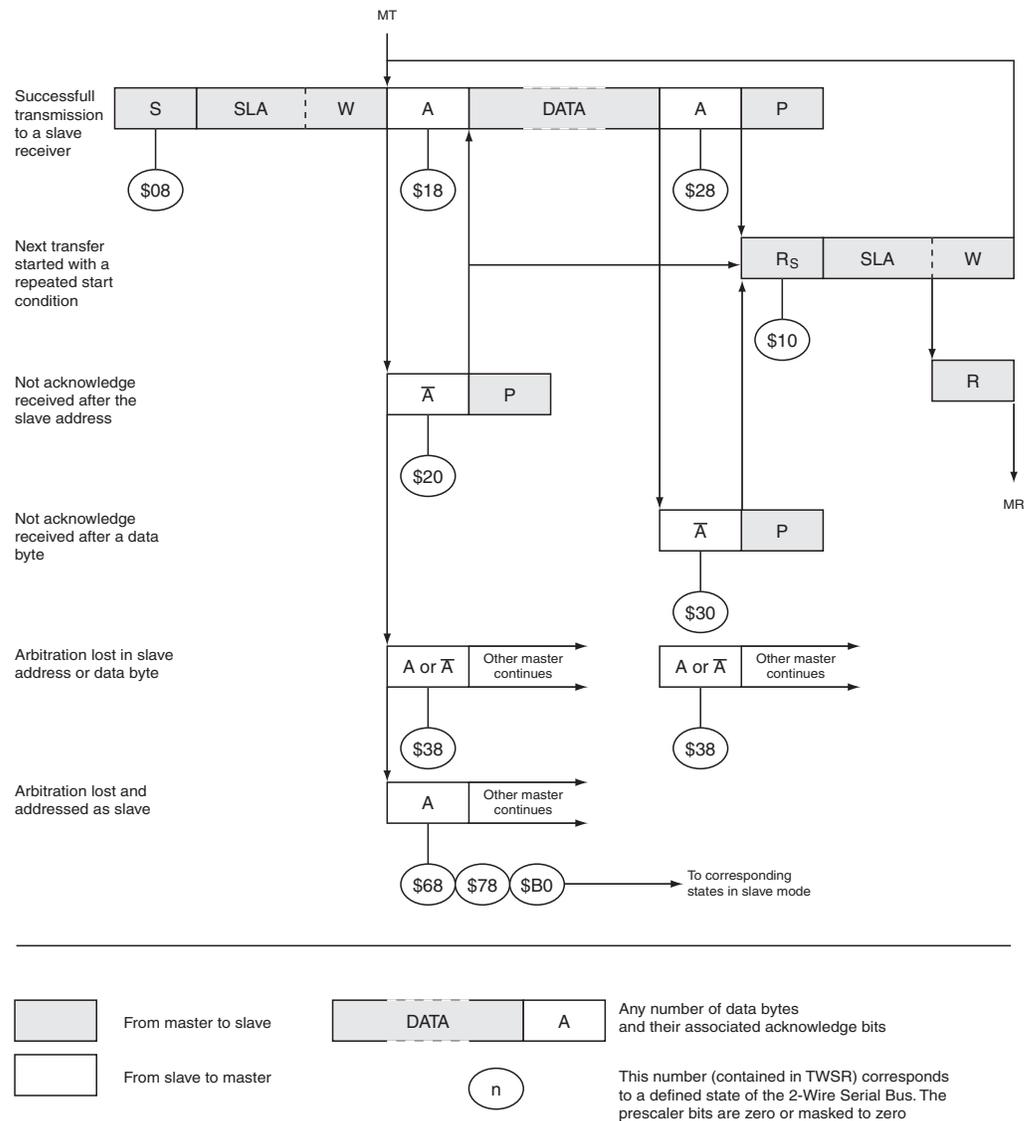 MT
Successfull
transmission
to a slave
receiver
S SLA W A DATA A P
$08 $18 $28
Next transfer
started with a
repeated start
condition
RS SLA W
$10
Not acknowledge
received after the
slave address
A̅ P
R
$20
MR
Not acknowledge
received after a data
byte
A̅ P
$30
Arbitration lost in slave
address or data byte
A or A̅
Other master
continues
A or A̅
Other master
continues
$38 $38
Arbitration lost and
addressed as slave
A
Other master
continues
$68 $78 $B0
To corresponding
states in slave mode
From master to slave
DATA A
Any number of data bytes
and their associated acknowledge bits
From slave to master
n
This number (contained in TWSR) corresponds
to a defined state of the 2-Wire Serial Bus. The
prescaler bits are zero or masked to zero